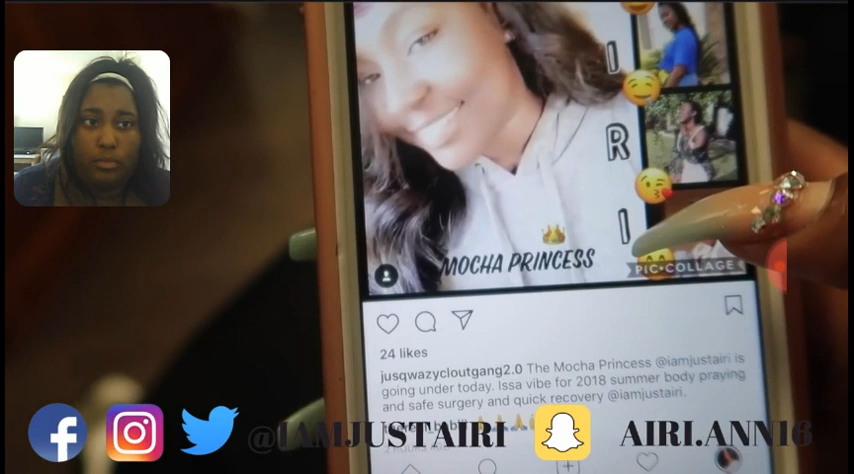 I
R
I
MOCHA PRINCESS
PIC•COLLAGE
24 likes
jusqwazycloutgang2.0 The Mocha Princess @iamjustairi is
going under today. Issa vibe for 2018 summer body praying
and safe surgery and quick recovery @iamjustairi.
@IAMJUSTAIRI
AIRI.ANN16